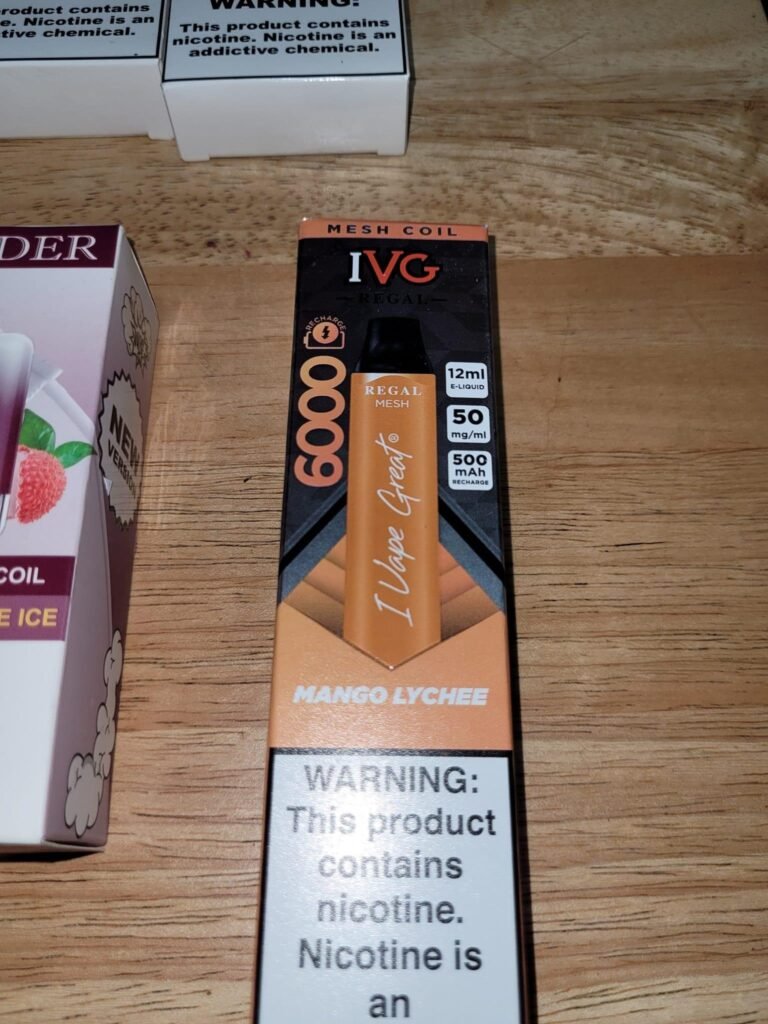 roduct contains
e. Nicotine is an
ctive chemical.
WARNING:
This product contains
nicotine. Nicotine is an
addictive chemical.
DER
NEW
VERSION
COIL
E ICE
MESH COIL
IVG
REGAL
RECHARGE
6000
REGAL
MESH
I Vape Great®
12ml
E-LIQUID
50
mg/ml
500
mAh
RECHARGE
MANGO LYCHEE
WARNING:
This product
contains
nicotine.
Nicotine is
an